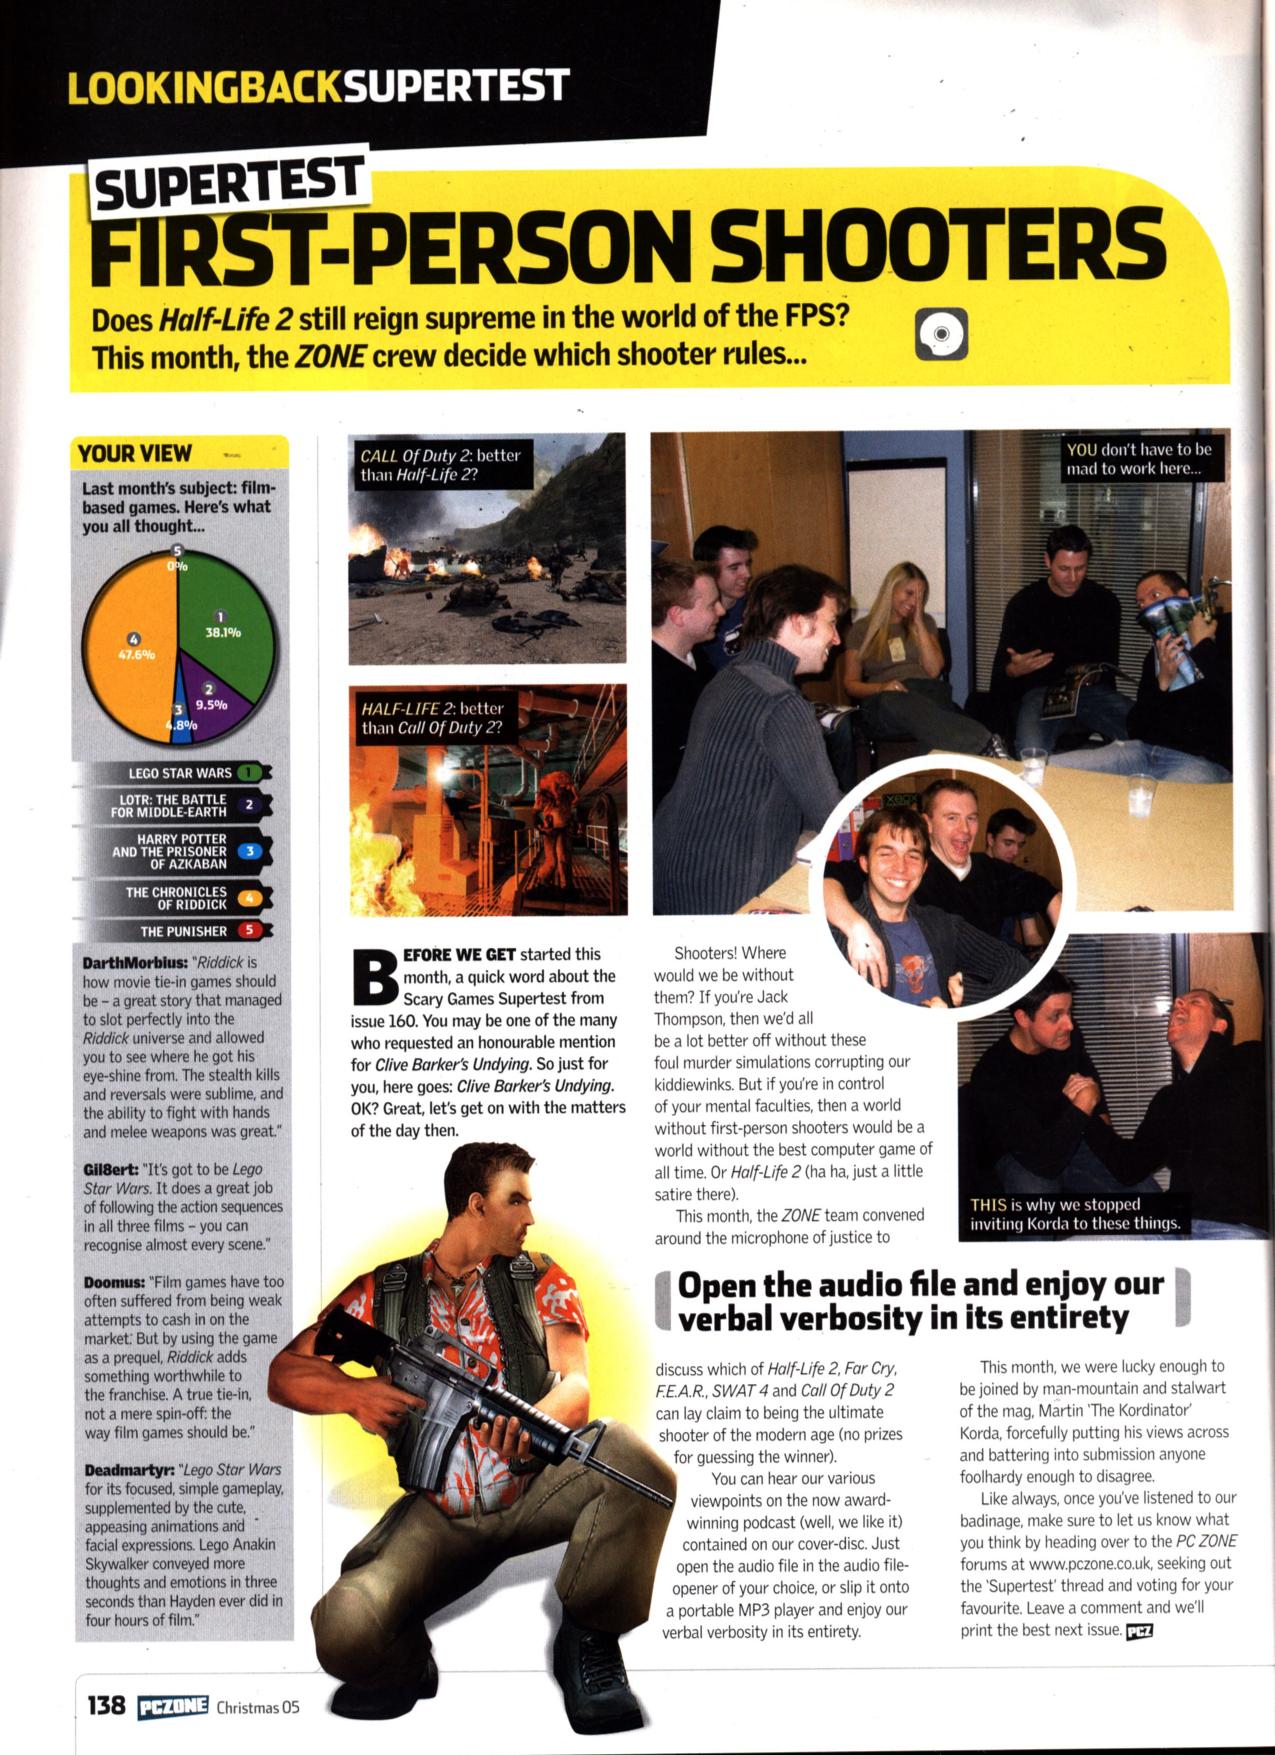 LOOKINGBACKSUPERTEST
SUPERTEST
FIRST-PERSON SHOOTERS
Does Half-Life 2 still reign supreme in the world of the FPS?
This month, the ZONE crew decide which shooter rules...
YOUR VIEW
Last month's subject: film-
based games. Here's what
you all thought...
5
0%
1
38.1%
4
47.6%
2
9.5%
3
4.8%
LEGO STAR WARS 1
LOTR: THE BATTLE
FOR MIDDLE-EARTH 2
HARRY POTTER
AND THE PRISONER 3
OF AZKABAN
THE CHRONICLES
OF RIDDICK 4
THE PUNISHER 5
DarthMorbius: "Riddick is
how movie tie-in games should
be – a great story that managed
to slot perfectly into the
Riddick universe and allowed
you to see where he got his
eye-shine from. The stealth kills
and reversals were sublime, and
the ability to fight with hands
and melee weapons was great."
Gil8ert: "It's got to be Lego
Star Wars. It does a great job
of following the action sequences
in all three films – you can
recognise almost every scene."
Doomus: "Film games have too
often suffered from being weak
attempts to cash in on the
market. But by using the game
as a prequel, Riddick adds
something worthwhile to
the franchise. A true tie-in,
not a mere spin-off: the
way film games should be."
Deadmartyr: "Lego Star Wars
for its focused, simple gameplay,
supplemented by the cute,
appeasing animations and
facial expressions. Lego Anakin
Skywalker conveyed more
thoughts and emotions in three
seconds than Hayden ever did in
four hours of film."
CALL Of Duty 2: better
than Half-Life 2?
HALF-LIFE 2: better
than Call Of Duty 2?
YOU don't have to be
mad to work here...
XBOX
THIS is why we stopped
inviting Korda to these things.
BEFORE WE GET started this
month, a quick word about the
Scary Games Supertest from
issue 160. You may be one of the many
who requested an honourable mention
for Clive Barker's Undying. So just for
you, here goes: Clive Barker's Undying.
OK? Great, let's get on with the matters
of the day then.
Shooters! Where
would we be without
them? If you're Jack
Thompson, then we'd all
be a lot better off without these
foul murder simulations corrupting our
kiddiewinks. But if you're in control
of your mental faculties, then a world
without first-person shooters would be a
world without the best computer game of
all time. Or Half-Life 2 (ha ha, just a little
satire there).
This month, the ZONE team convened
around the microphone of justice to
Open the audio file and enjoy our
verbal verbosity in its entirety
discuss which of Half-Life 2, Far Cry,
F.E.A.R., SWAT 4 and Call Of Duty 2
can lay claim to being the ultimate
shooter of the modern age (no prizes
for guessing the winner).
You can hear our various
viewpoints on the now award-
winning podcast (well, we like it)
contained on our cover-disc. Just
open the audio file in the audio file-
opener of your choice, or slip it onto
a portable MP3 player and enjoy our
verbal verbosity in its entirety.
This month, we were lucky enough to
be joined by man-mountain and stalwart
of the mag, Martin 'The Kordinator'
Korda, forcefully putting his views across
and battering into submission anyone
foolhardy enough to disagree.
Like always, once you've listened to our
badinage, make sure to let us know what
you think by heading over to the PC ZONE
forums at www.pczone.co.uk, seeking out
the 'Supertest' thread and voting for your
favourite. Leave a comment and we'll
print the best next issue. PCZ
138 PCZONE Christmas 05